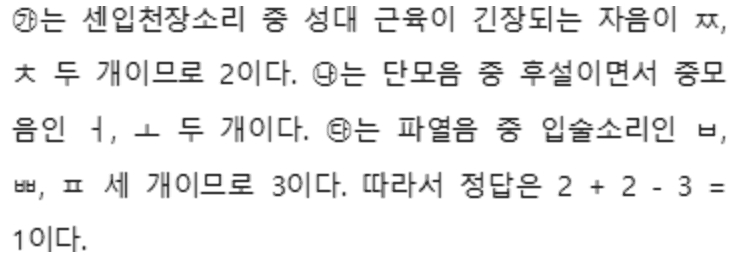 ㉮는 센입천장소리 중 성대 근육이 긴장되는 자음이 ㅉ,
ㅊ 두 개이므로 2이다. ㉯는 단모음 중 후설이면서 중모
음인 ㅓ, ㅗ 두 개이다. ㉺는 파열음 중 입술소리인 ㅂ,
ㅃ, ㅍ 세 개이므로 3이다. 따라서 정답은 2 + 2 - 3 =
1이다.